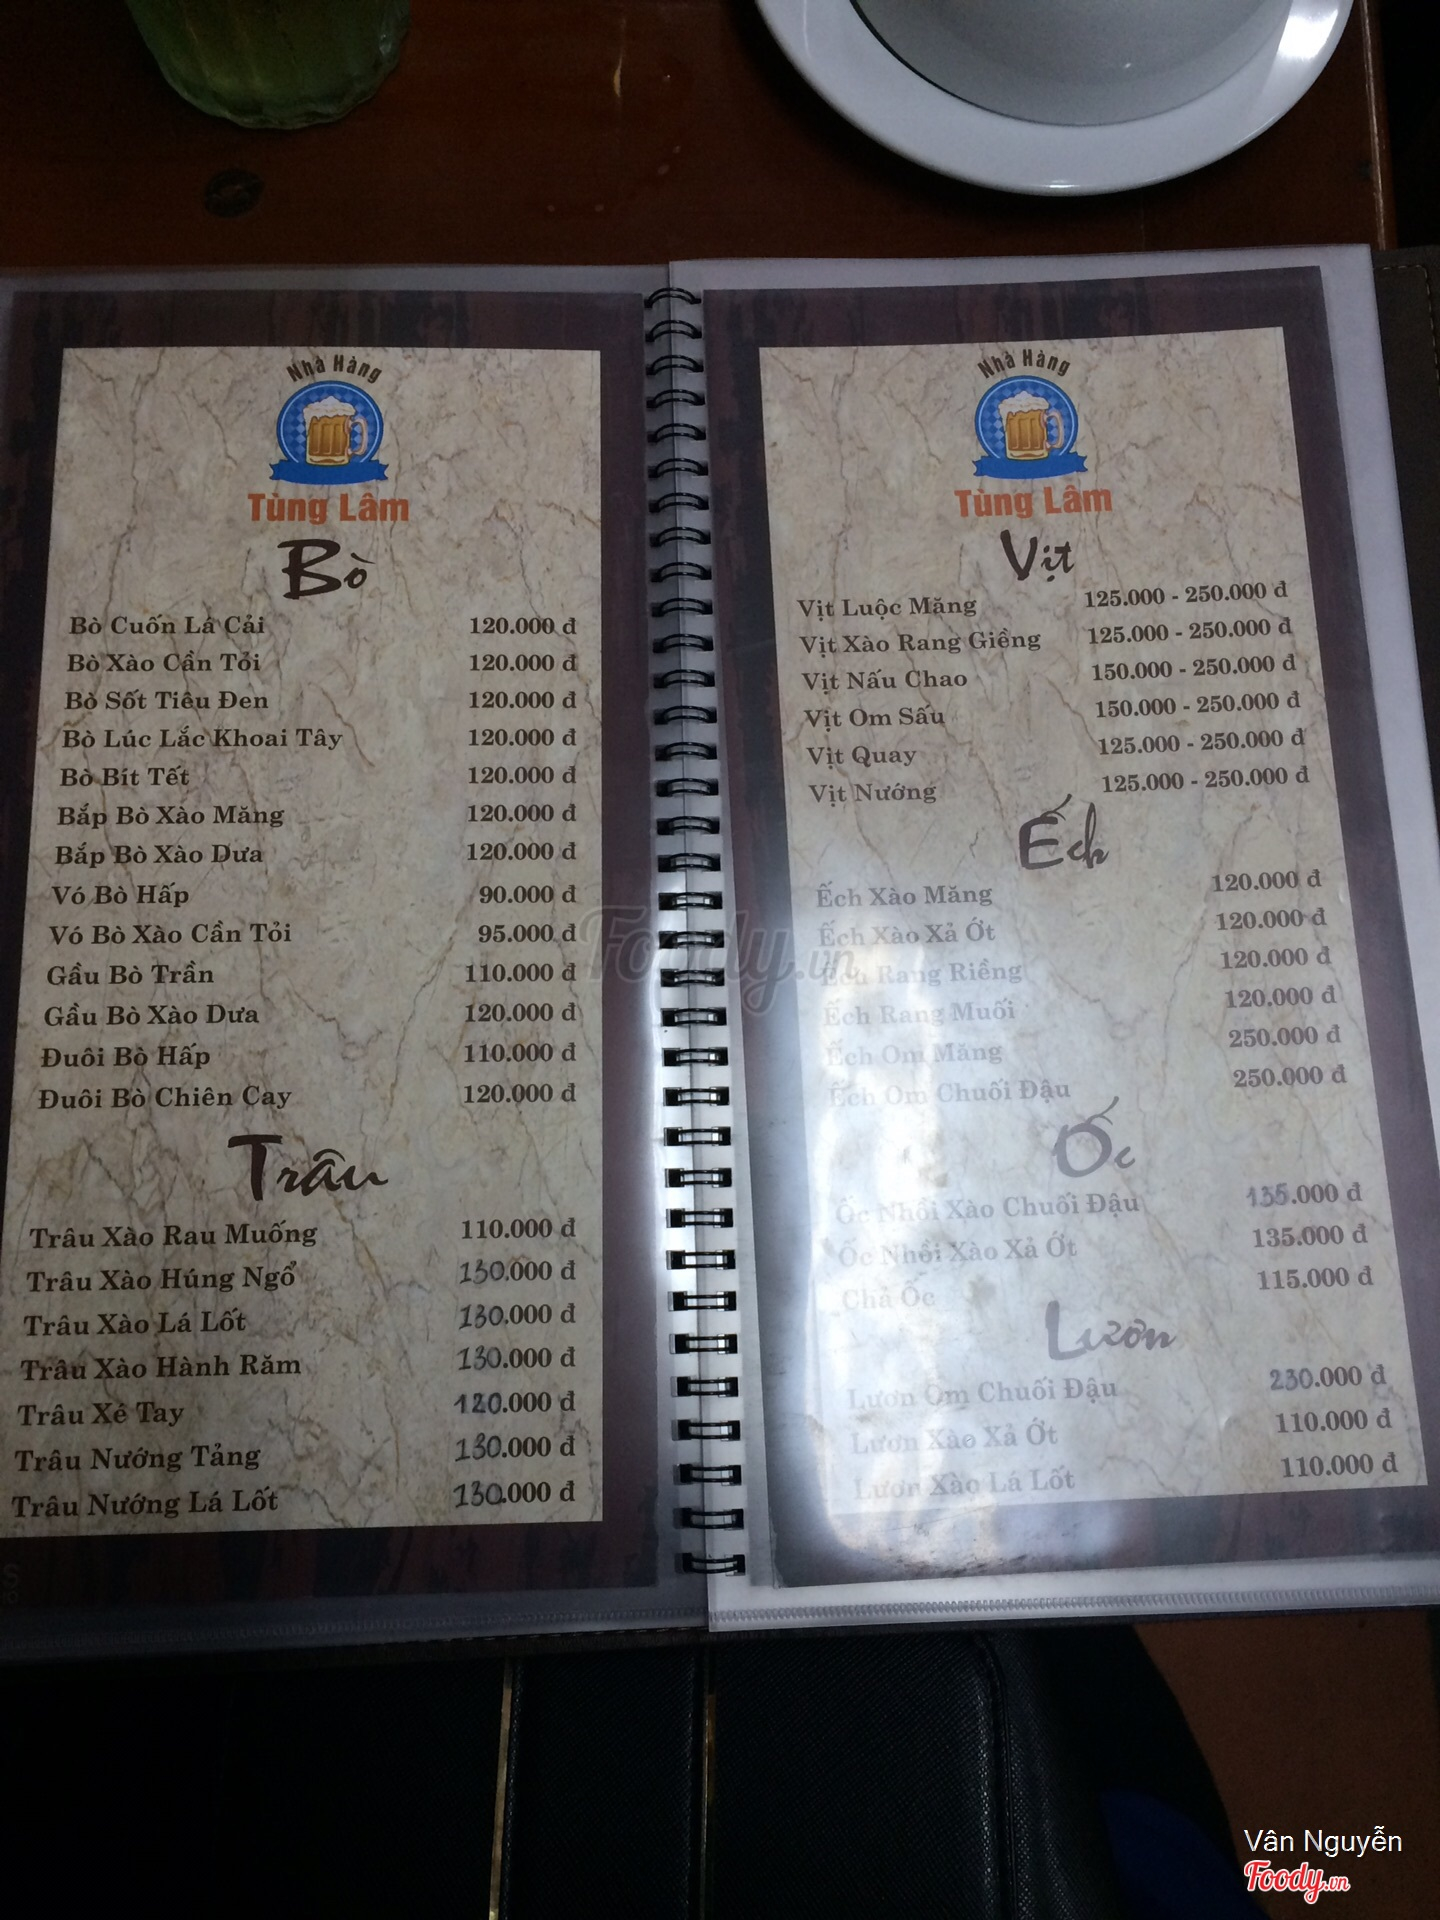 Nhà Hàng
Tùng Lâm
Bò
Bò Cuốn Lá Cải 120.000 đ
Bò Xào Cần Tỏi 120.000 đ
Bò Sốt Tiêu Đen 120.000 đ
Bò Lúc Lắc Khoai Tây 120.000 đ
Bò Bít Tết 120.000 đ
Bắp Bò Xào Măng 120.000 đ
Bắp Bò Xào Dưa 120.000 đ
Vó Bò Hấp 90.000 đ
Vó Bò Xào Cần Tỏi 95.000 đ
Gầu Bò Trần 110.000 đ
Gầu Bò Xào Dưa 120.000 đ
Đuôi Bò Hấp 110.000 đ
Đuôi Bò Chiên Cay 120.000 đ
Trâu
Trâu Xào Rau Muống 110.000 đ
Trâu Xào Húng Ngổ 130.000 đ
Trâu Xào Lá Lốt 130.000 đ
Trâu Xào Hành Răm 130.000 đ
Trâu Xé Tay 120.000 đ
Trâu Nướng Tảng 130.000 đ
Trâu Nướng Lá Lốt 130.000 đ
Nhà Hàng
Tùng Lâm
Vịt
Vịt Luộc Măng 125.000 - 250.000 đ
Vịt Xào Rang Giềng 125.000 - 250.000 đ
Vịt Nấu Chao 150.000 - 250.000 đ
Vịt Om Sấu 150.000 - 250.000 đ
Vịt Quay 125.000 - 250.000 đ
Vịt Nướng 125.000 - 250.000 đ
Ếch
Ếch Xào Măng 120.000 đ
Ếch Xào Xả Ớt 120.000 đ
Ếch Rang Riềng 120.000 đ
Ếch Rang Muối 120.000 đ
Ếch Om Măng 250.000 đ
Ếch Om Chuối Đậu 250.000 đ
Ốc
Ốc Nhồi Xào Chuối Đậu 135.000 đ
Ốc Nhồi Xào Xả Ớt 135.000 đ
Chả Ốc 115.000 đ
Lươn
Lươn Om Chuối Đậu 230.000 đ
Lươn Xào Xả Ớt 110.000 đ
Lươn Xào Lá Lốt 110.000 đ
Foody.vn
Vân Nguyễn
Foody.vn